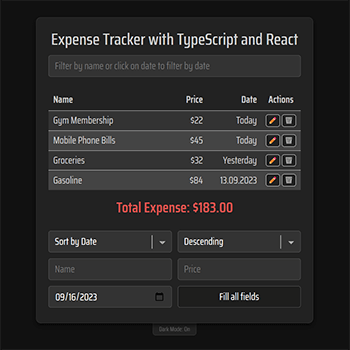 Expense Tracker with TypeScript and React
Filter by name or click on date to filter by date
Name Price Date Actions
Gym Membership $22 Today
Mobile Phone Bills $45 Today
Groceries $32 Yesterday
Gasoline $84 13.09.2023
Total Expense: $183.00
Sort by Date Descending
Name Price
09/16/2023 Fill all fields
Dark Mode: On